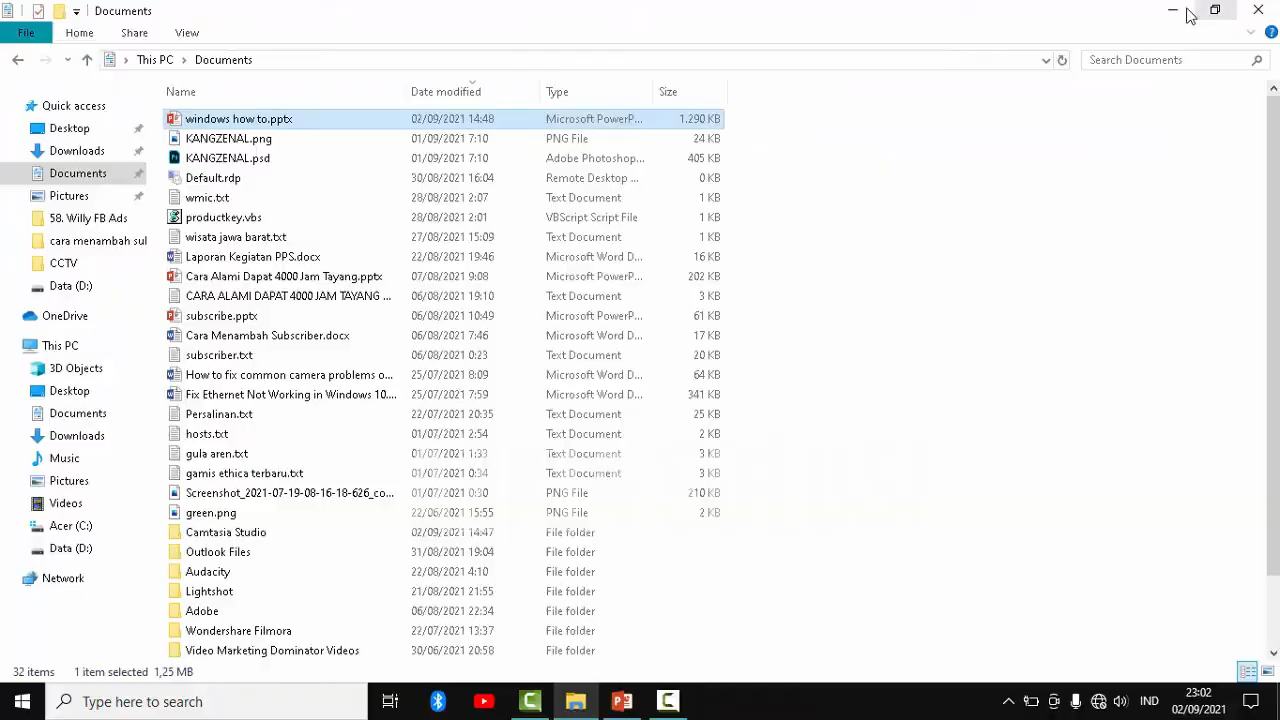 Documents
File Home Share View
This PC Documents Search Documents
Name Date modified Type Size
Quick access
Desktop
Downloads
Documents
Pictures
58. Willy FB Ads
cara menambah sul
CCTV
Data (D:)
OneDrive
This PC
3D Objects
Desktop
Documents
Downloads
Music
Pictures
Videos
Acer (C:)
Data (D:)
Network
windows how to.pptx 02/09/2021 14:48 Microsoft PowerP... 1.290 KB
KANGZENAL.png 01/09/2021 7:10 PNG File 24 KB
KANGZENAL.psd 01/09/2021 7:10 Adobe Photoshop... 405 KB
Default.rdp 30/08/2021 16:04 Remote Desktop ... 0 KB
wmic.txt 28/08/2021 2:07 Text Document 1 KB
productkey.vbs 28/08/2021 2:01 VBScript Script File 1 KB
wisata jawa barat.txt 27/08/2021 15:09 Text Document 1 KB
Laporan Kegiatan PPS.docx 22/08/2021 19:46 Microsoft Word D... 16 KB
Cara Alami Dapat 4000 Jam Tayang.pptx 07/08/2021 9:08 Microsoft PowerP... 202 KB
CARA ALAMI DAPAT 4000 JAM TAYANG ... 06/08/2021 19:10 Text Document 3 KB
subscribe.pptx 06/08/2021 10:49 Microsoft PowerP... 61 KB
Cara Menambah Subscriber.docx 06/08/2021 7:46 Microsoft Word D... 17 KB
subscriber.txt 06/08/2021 0:23 Text Document 20 KB
How to fix common camera problems o... 25/07/2021 8:09 Microsoft Word D... 64 KB
Fix Ethernet Not Working in Windows 10.... 25/07/2021 7:59 Microsoft Word D... 341 KB
Persalinan.txt 22/07/2021 20:35 Text Document 25 KB
hosts.txt 01/07/2021 2:54 Text Document 2 KB
gula aren.txt 01/07/2021 1:33 Text Document 3 KB
gamis ethica terbaru.txt 01/07/2021 0:34 Text Document 3 KB
Screenshot_2021-07-19-08-16-18-626_co... 01/07/2021 0:30 PNG File 210 KB
green.png 22/06/2021 15:55 PNG File 2 KB
Camtasia Studio 02/09/2021 14:47 File folder
Outlook Files 31/08/2021 19:04 File folder
Audacity 22/08/2021 4:10 File folder
Lightshot 21/08/2021 21:55 File folder
Adobe 06/08/2021 22:34 File folder
Wondershare Filmora 22/07/2021 13:37 File folder
Video Marketing Dominator Videos 30/06/2021 20:58 File folder
32 items 1 item selected 1,25 MB
Type here to search IND 23:02
02/09/2021